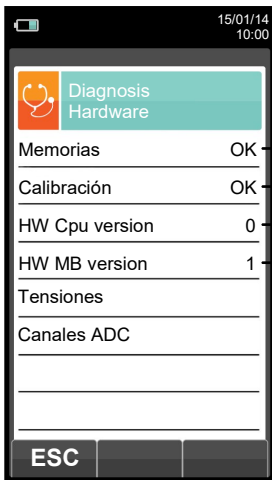 15/01/14
10:00
Diagnosis
Hardware
Memorias OK
Calibración OK
HW Cpu version 0
HW MB version 1
Tensiones
Canales ADC
ESC